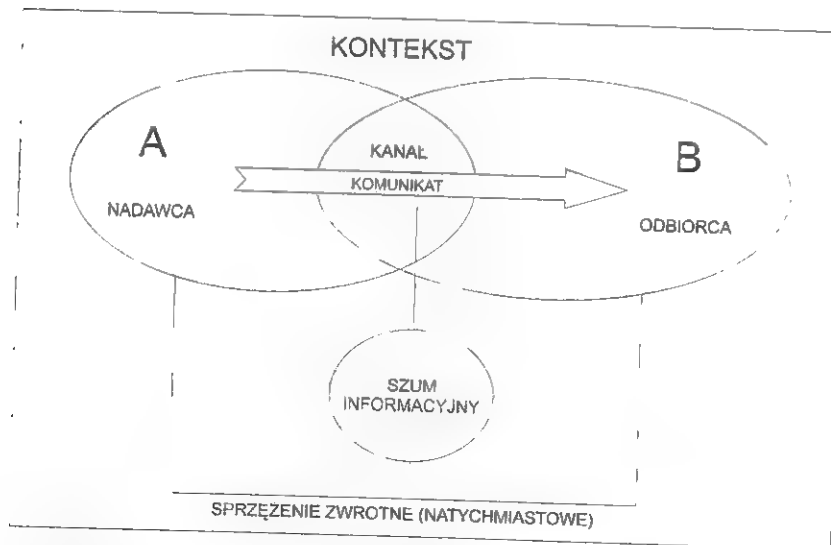 KONTEKST
A
B
KANAŁ
KOMUNIKAT
NADAWCA
ODBIORCA
SZUM
INFORMACYJNY
SPRZĘŻENIE ZWROTNE (NATYCHMIASTOWE)